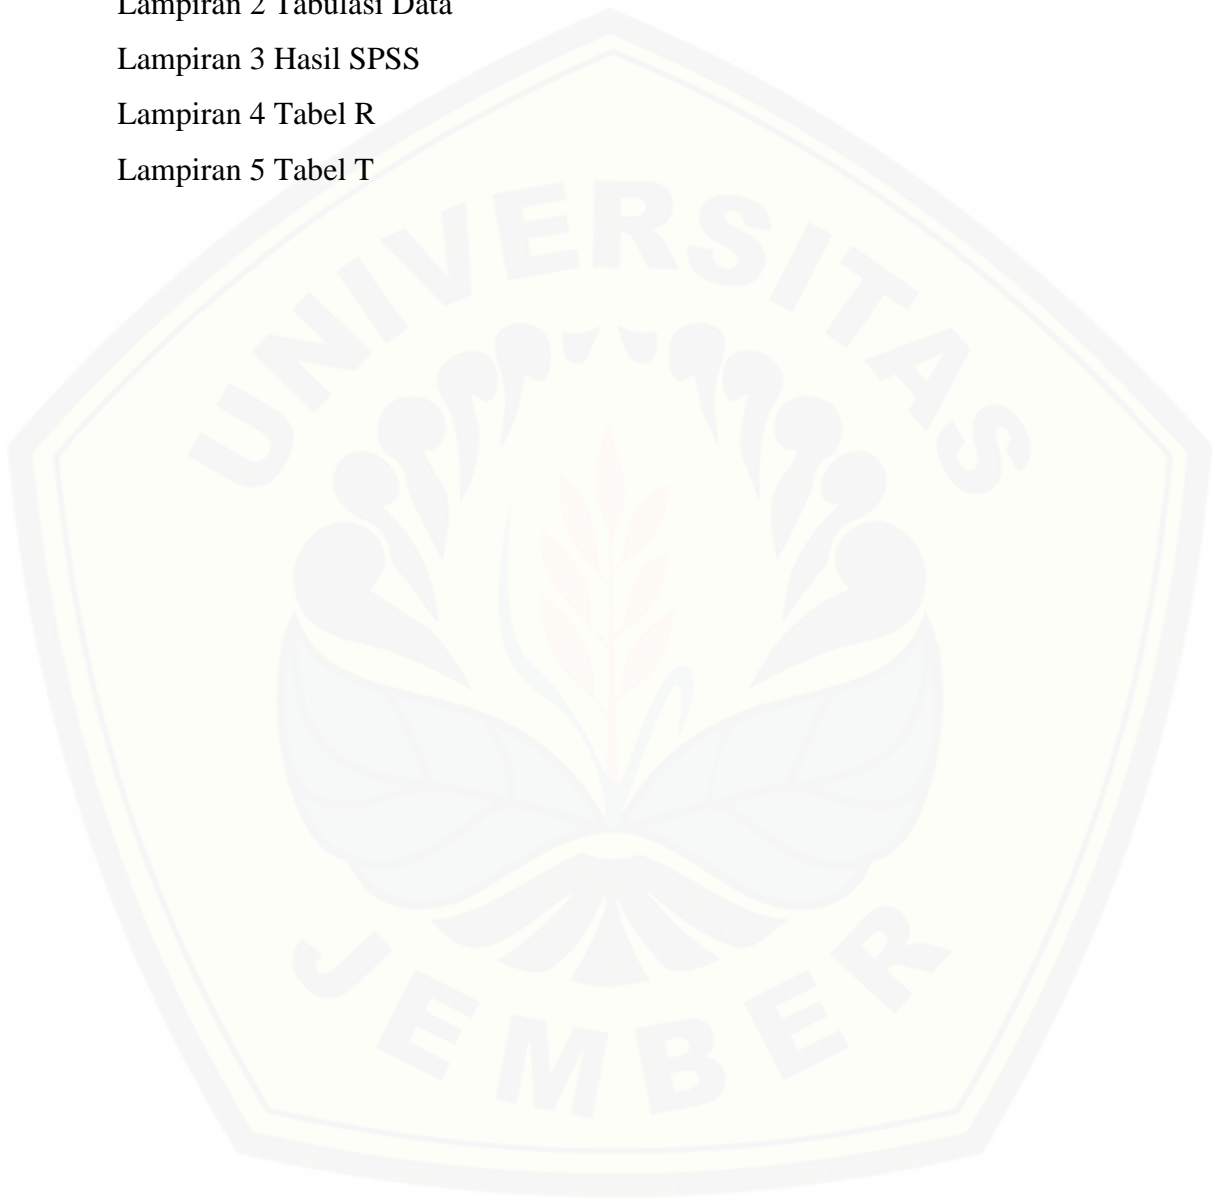 Lampiran 2 Tabulasi Data
Lampiran 3 Hasil SPSS
Lampiran 4 Tabel R
Lampiran 5 Tabel T
UNIVERSITAS
JEMBER